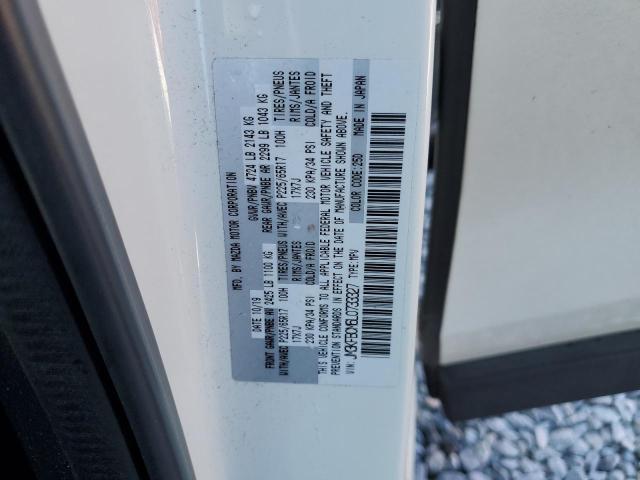 MFD. BY MAZDA MOTOR CORPORATION
DATE 10/19 GVWR/PNBV 4724 LB 2143 KG
FRONT GAWR/PNBE AV 2425 LB 1100 KG REAR GAWR/PNBE AR 2299 LB 1043 KG
WITH/AVEC P225/65R17 100H TIRES/PNEUS WITH/AVEC P225/65R17 100H TIRES/PNEUS
17X7J RIMS/JANTES 17X7J RIMS/JANTES
230 KPA/34 PSI COLD/A FROID 230 KPA/34 PSI COLD/A FROID
THIS VEHICLE CONFORMS TO ALL APPLICABLE FEDERAL MOTOR VEHICLE SAFETY AND THEFT
PREVENTION STANDARDS IN EFFECT ON THE DATE OF MANUFACTURE SHOWN ABOVE.
VIN: TYPE:MPV COLOR CODE:25D MADE IN JAPAN